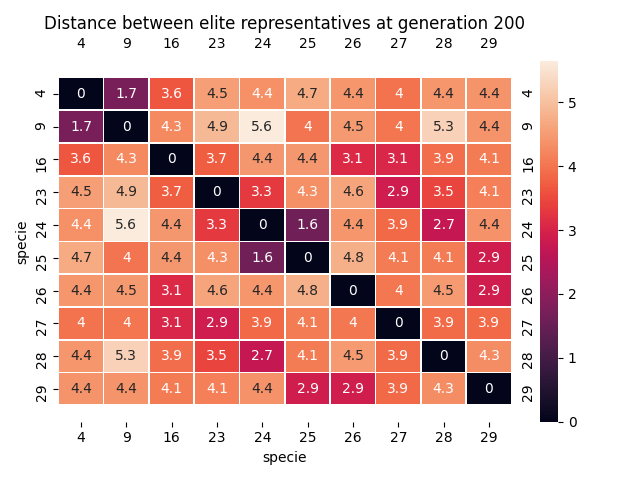 Distance between elite representatives at generation 200
4 9 16 23 24 25 26 27 28 29
4 0 1.7 3.6 4.5 4.4 4.7 4.4 4 4.4 4.4 4
9 1.7 0 4.3 4.9 5.6 4 4.5 4 5.3 4.4 9
16 3.6 4.3 0 3.7 4.4 4.4 3.1 3.1 3.9 4.1 16
23 4.5 4.9 3.7 0 3.3 4.3 4.6 2.9 3.5 4.1 23
24 4.4 5.6 4.4 3.3 0 1.6 4.4 3.9 2.7 4.4 24
25 4.7 4 4.4 4.3 1.6 0 4.8 4.1 4.1 2.9 25
26 4.4 4.5 3.1 4.6 4.4 4.8 0 4 4.5 2.9 26
27 4 4 3.1 2.9 3.9 4.1 4 0 3.9 3.9 27
28 4.4 5.3 3.9 3.5 2.7 4.1 4.5 3.9 0 4.3 28
29 4.4 4.4 4.1 4.1 4.4 2.9 2.9 3.9 4.3 0 29
4 9 16 23 24 25 26 27 28 29
specie
specie
5
4
3
2
1
0